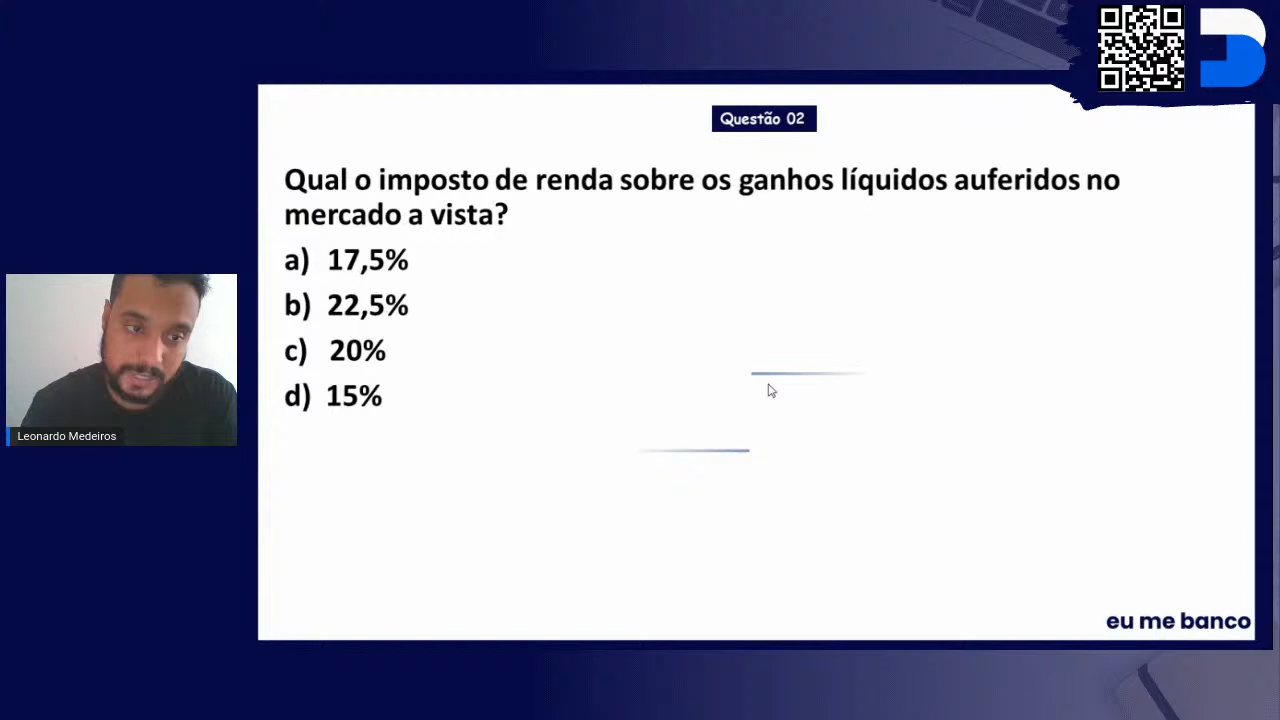 Questão 02
Qual o imposto de renda sobre os ganhos líquidos auferidos no
mercado a vista?
a) 17,5%
b) 22,5%
c) 20%
d) 15%
Leonardo Medeiros
eu me banco